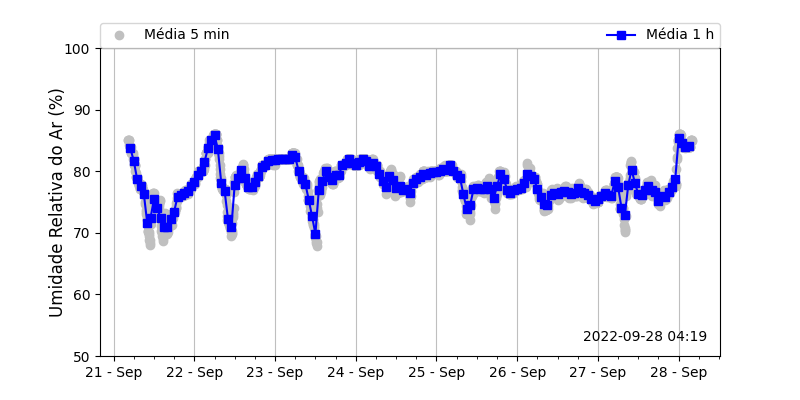 Média 5 min
Média 1 h
Umidade Relativa do Ar (%)
100
90
80
70
60
50
2022-09-28 04:19
21 - Sep
22 - Sep
23 - Sep
24 - Sep
25 - Sep
26 - Sep
27 - Sep
28 - Sep